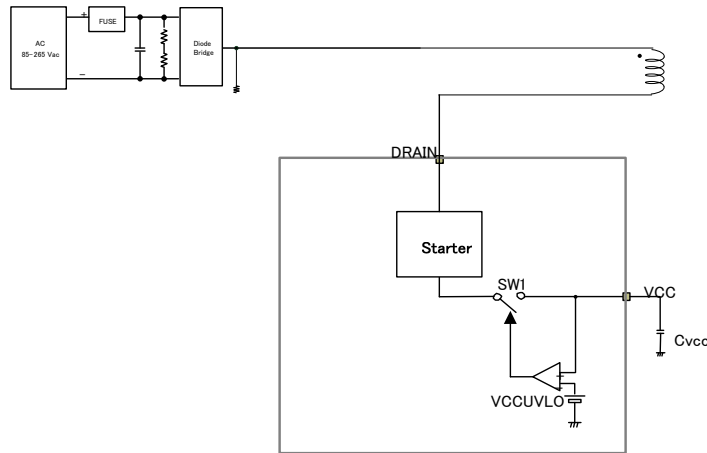 AC
85-265 Vac
+
−
FUSE
Diode
Bridge
DRAIN
Starter
SW1
VCC
Cvcc
+
VCCUVLO